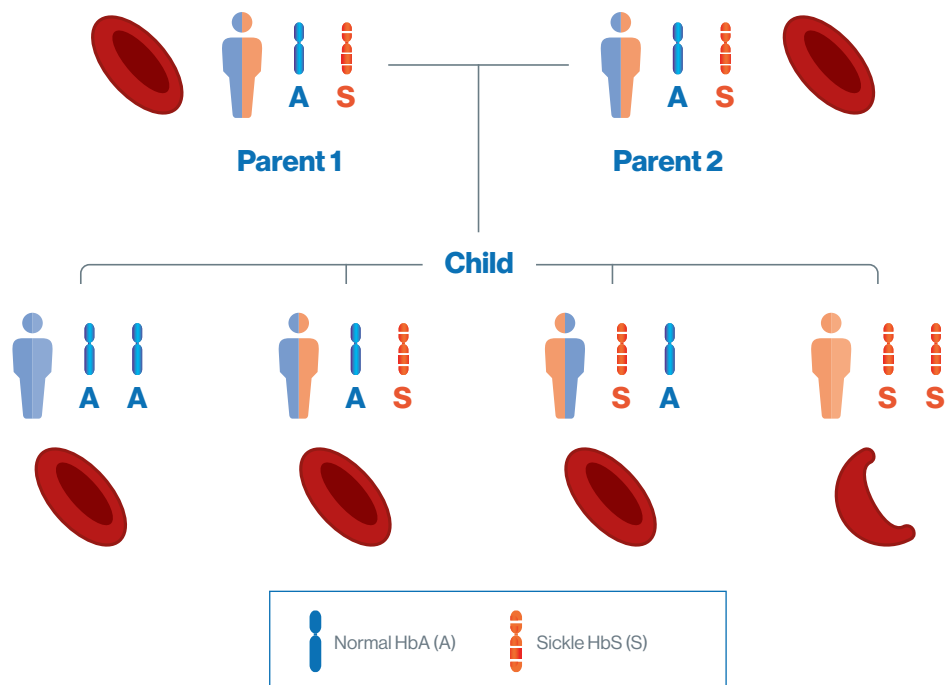 A S A S
Parent 1 Parent 2
Child
A A A S S A S S
Normal HbA (A) Sickle HbS (S)